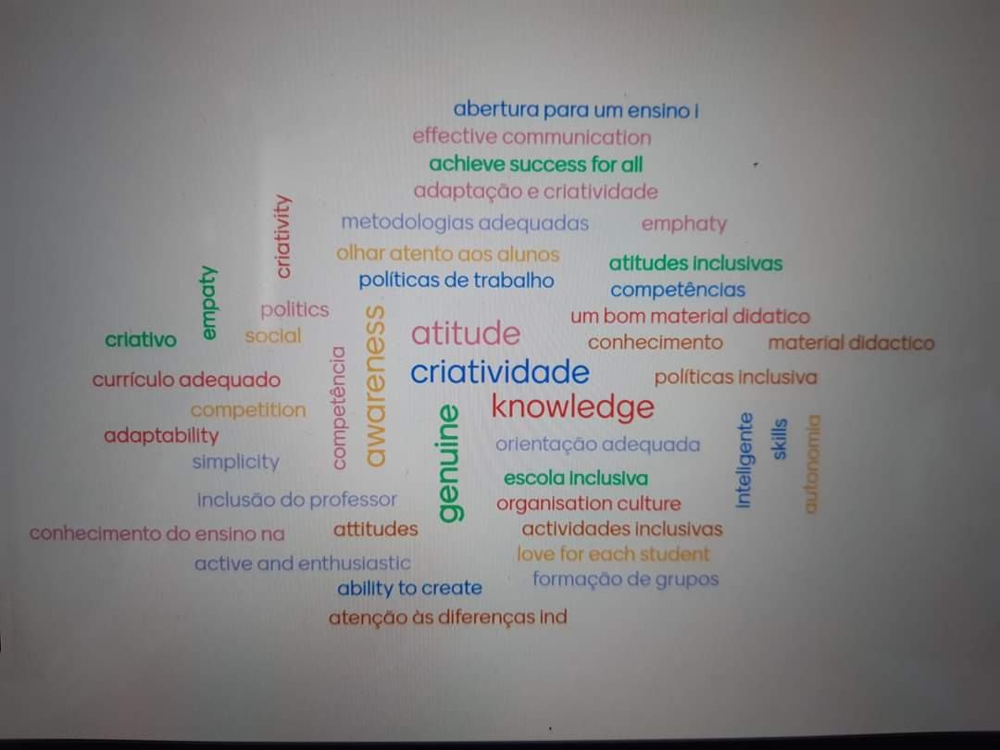 abertura para um ensino i
effective communication
achieve success for all
adaptação e criatividade
criativity
metodologias adequadas
emphaty
olhar atento aos alunos
atitudes inclusivas
empaty
políticas de trabalho
competências
politics
awareness
um bom material didatico
criativo
social
atitude
conhecimento
material didactico
competência
criatividade
currículo adequado
políticas inclusiva
competition
genuine
knowledge
adaptability
orientação adequada
inteligente
skills
autonomia
simplicity
escola inclusiva
inclusão do professor
organisation culture
conhecimento do ensino na
attitudes
actividades inclusivas
active and enthusiastic
love for each student
ability to create
formação de grupos
atenção às diferenças ind